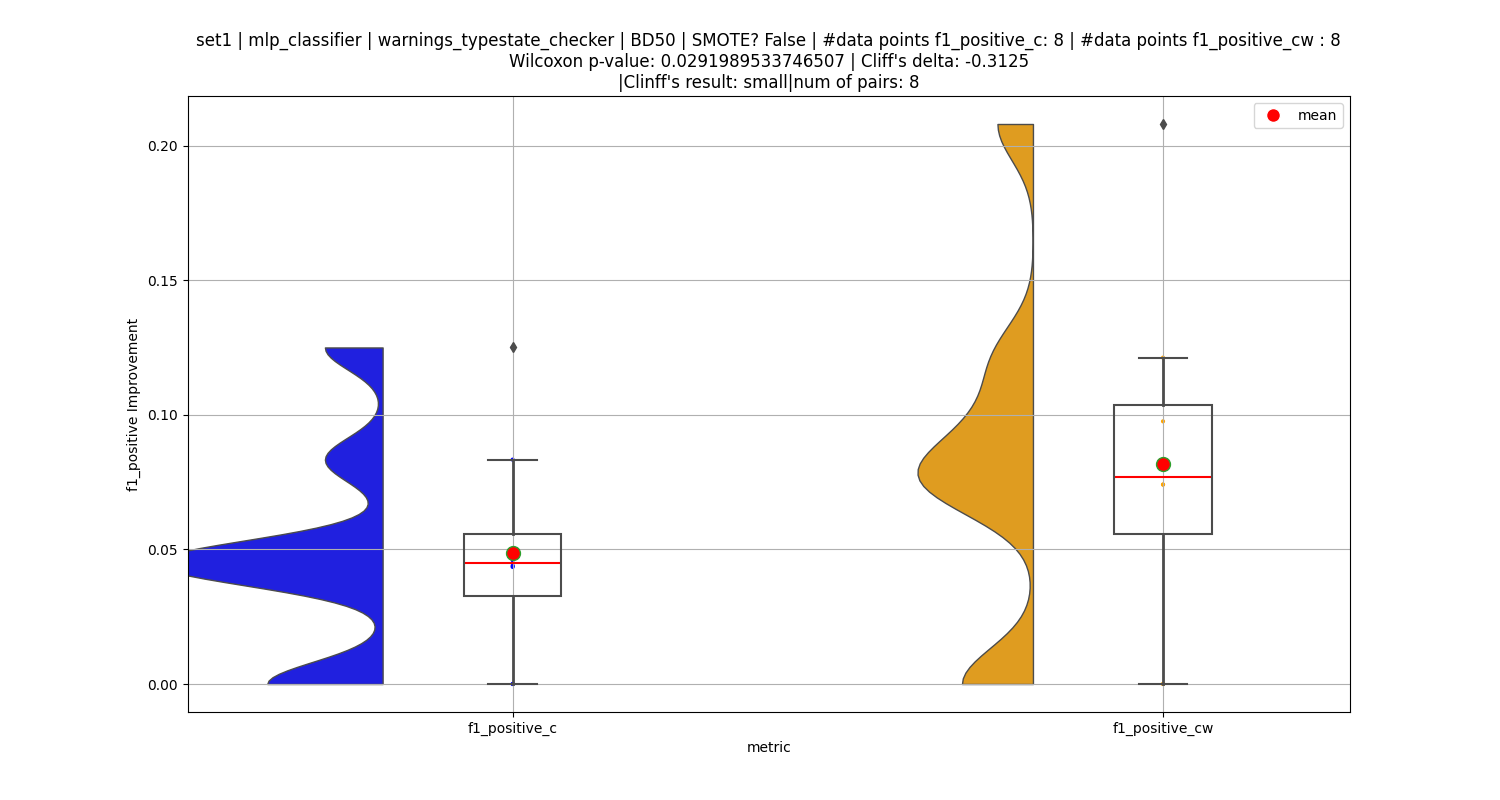 set1 | mlp_classifier | warnings_typestate_checker | BD50 | SMOTE? False | #data points f1_positive_c: 8 | #data points f1_positive_cw : 8
Wilcoxon p-value: 0.0291989533746507 | Cliff's delta: -0.3125
|Clinff's result: small|num of pairs: 8
mean
0.20
0.15
0.10
0.05
0.00
f1_positive Improvement
f1_positive_c
f1_positive_cw
metric